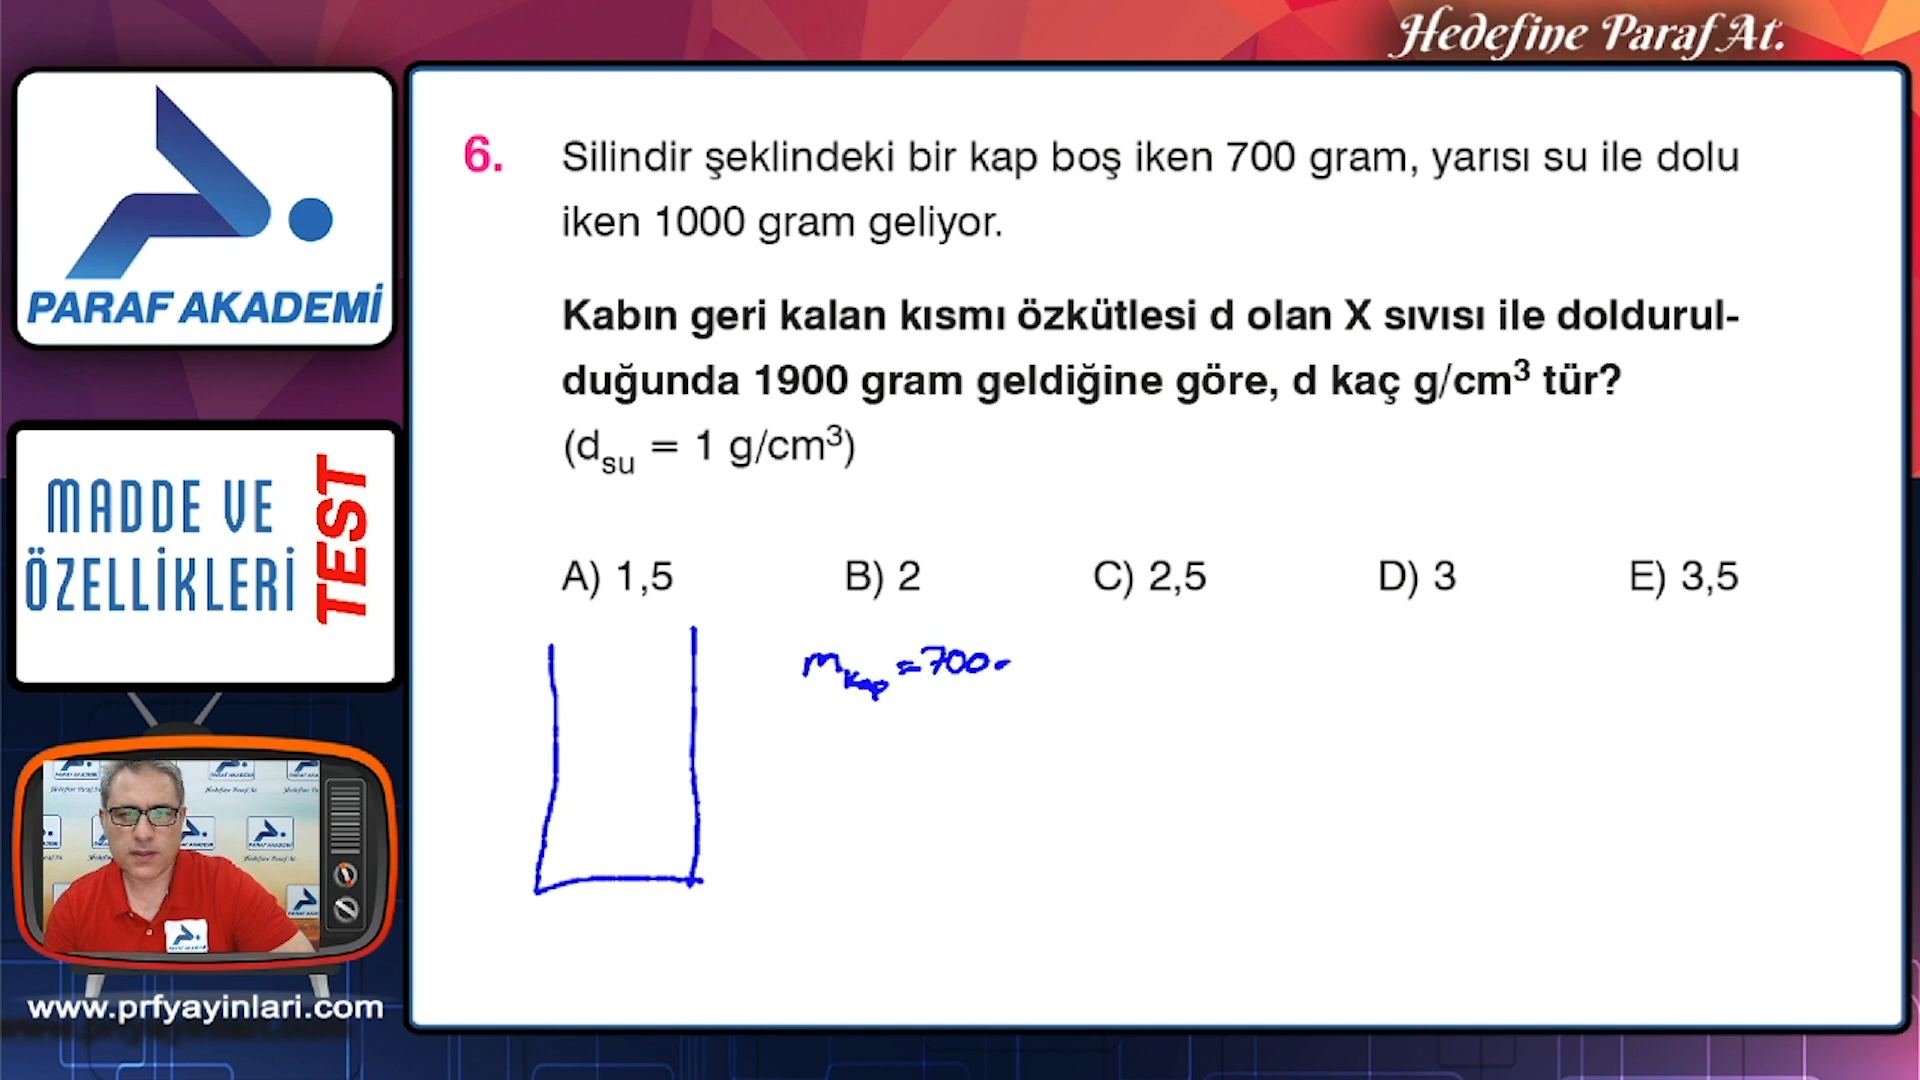 Hedefine Paraf At.
PARAF AKADEMİ
MADDE VE
ÖZELLİKLERİ
TEST
www.prfyayinlari.com
6. Silindir şeklindeki bir kap boş iken 700 gram, yarısı su ile dolu
iken 1000 gram geliyor.
Kabın geri kalan kısmı özkütlesi d olan X sıvısı ile doldurul-
duğunda 1900 gram geldiğine göre, d kaç g/cm³ tür?
(dsu = 1 g/cm³)
A) 1,5 B) 2 C) 2,5 D) 3 E) 3,5
mkap = 700